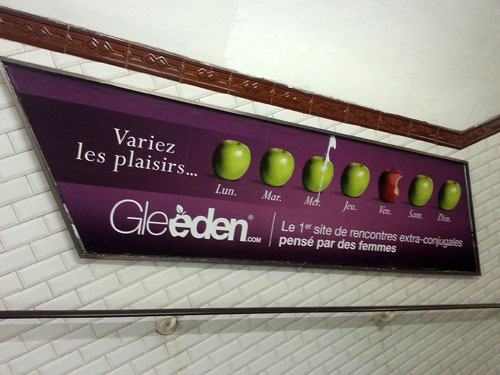 Variez
les plaisirs...
Lun. Mar. Mer. Jeu. Ven. Sam. Dim.
Gleeden®.COM
Le 1er site de rencontres extra-conjugales
pensé par des femmes